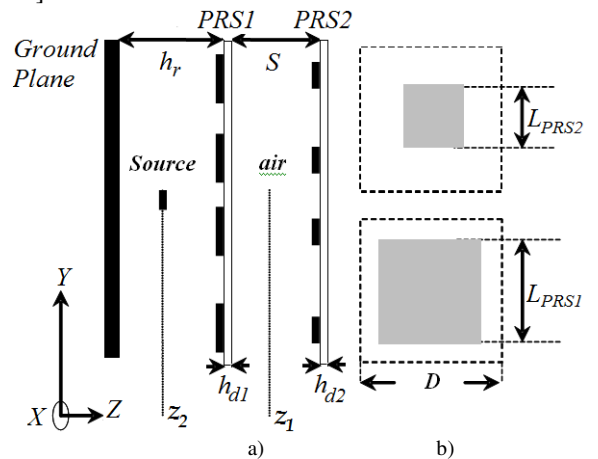 ]
PRS1 PRS2
Ground
Plane
h_r
S
Source
air
L_PRS2
L_PRS1
Y
X
Z
z_2
h_d1
z_1
h_d2
D
a)
b)